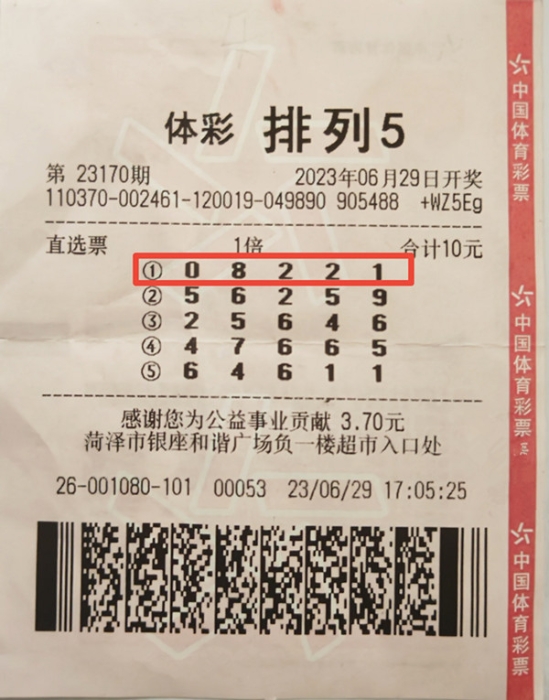 体彩 排列5
第 23170期 2023年06月29日开奖
110370-002461-120019-049890 905488 +WZ5Eg
直选票 1倍 合计10元
① 0 8 2 2 1
② 5 6 2 5 9
③ 2 5 6 4 6
④ 4 7 6 6 5
⑤ 6 4 6 1 1
感谢您为公益事业贡献 3.70元
菏泽市银座和谐广场负一楼超市入口处
26-001080-101 00053 23/06/29 17:05:25
中国体育彩票
中国体育彩票
中国体育彩票